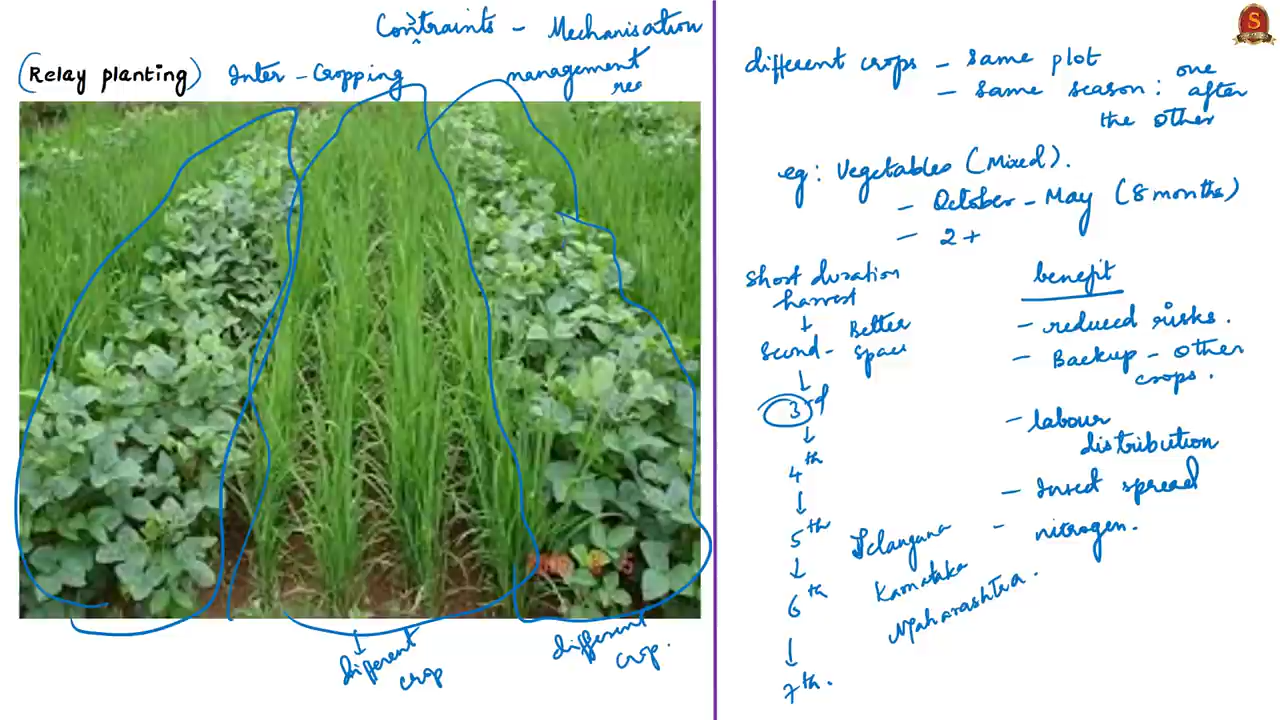 Contraints - Mechanisation
(Relay planting) Inter - Cropping
management
different crop
different crop.
different crops - same plot
- same season: one after the other
eg: Vegetables (Mixed).
- October - May (8 months)
- 2+
short duration
harvest
Second - Better
space
3rd
4th
5th
6th
7th.
benefit
- reduced risks.
- Backup - other
crops.
- labour
distribution
- Insect spread
- nitrogen.
Telangana
Karnataka
Maharashtra.
S